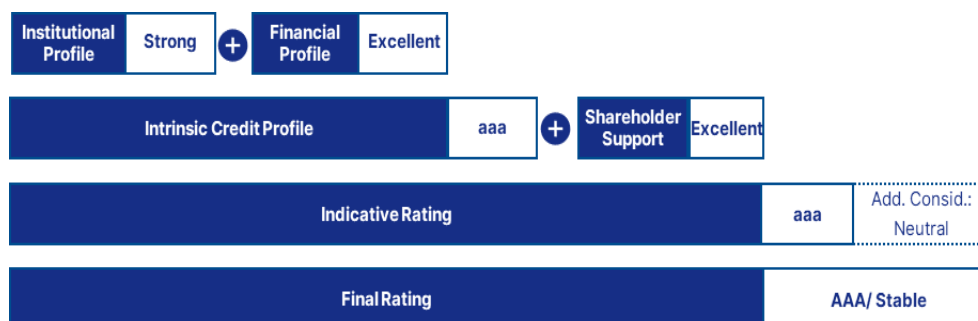 Institutional Profile
Strong
+
Financial Profile
Excellent
Intrinsic Credit Profile
aaa
+
Shareholder Support
Excellent
Indicative Rating
aaa
Add. Consid.:
Neutral
Final Rating
AAA/ Stable